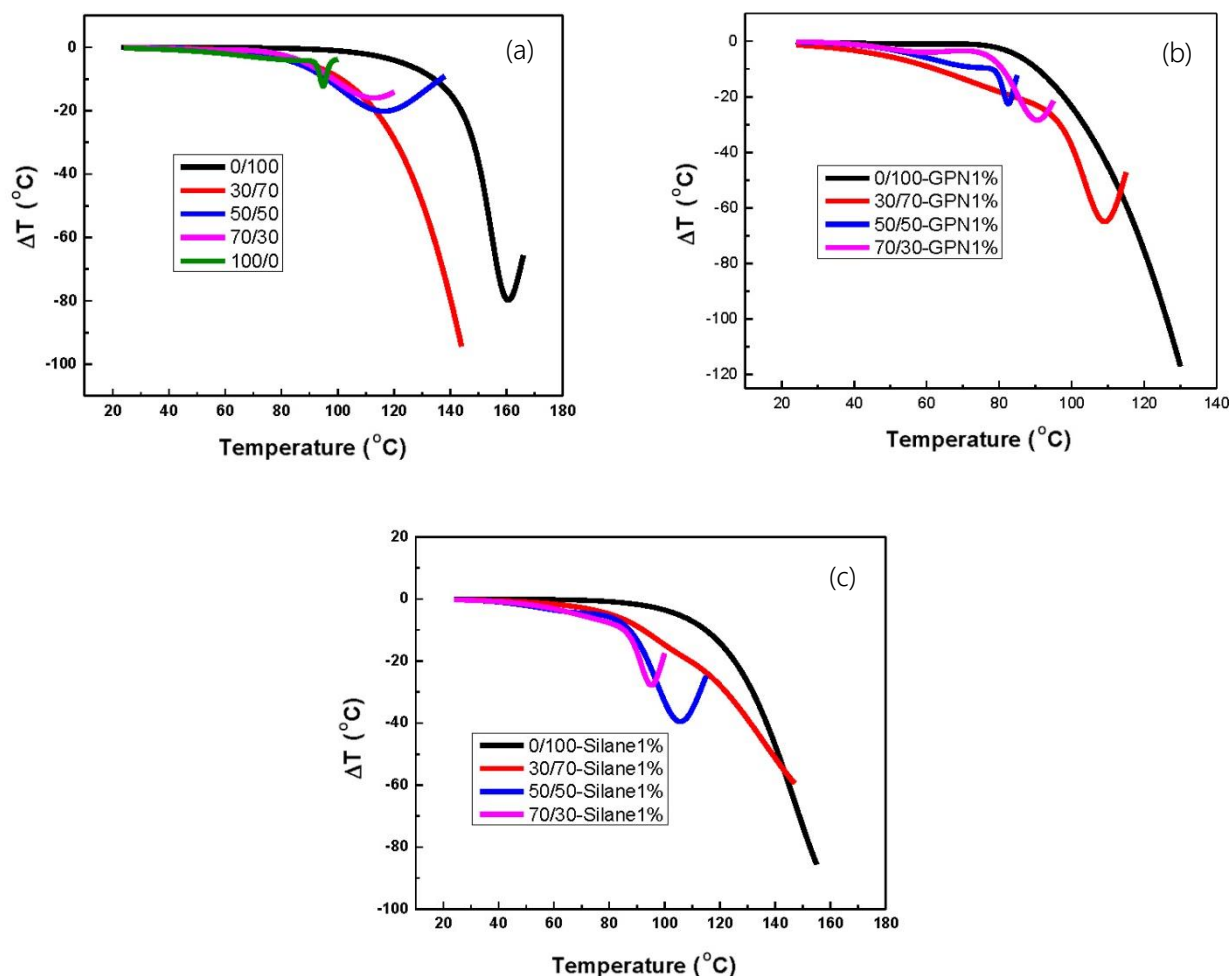 (a)
0
-20
-40
-60
-80
-100
ΔT (°C)
0/100
30/70
50/50
70/30
100/0
20 40 60 80 100 120 140 160 180
Temperature (°C)
(b)
0
-20
-40
-60
-80
-100
-120
ΔT (°C)
0/100-GPN1%
30/70-GPN1%
50/50-GPN1%
70/30-GPN1%
20 40 60 80 100 120 140
Temperature (°C)
(c)
20
0
-20
-40
-60
-80
-100
ΔT (°C)
0/100-Silane1%
30/70-Silane1%
50/50-Silane1%
70/30-Silane1%
20 40 60 80 100 120 140 160 180
Temperature (°C)